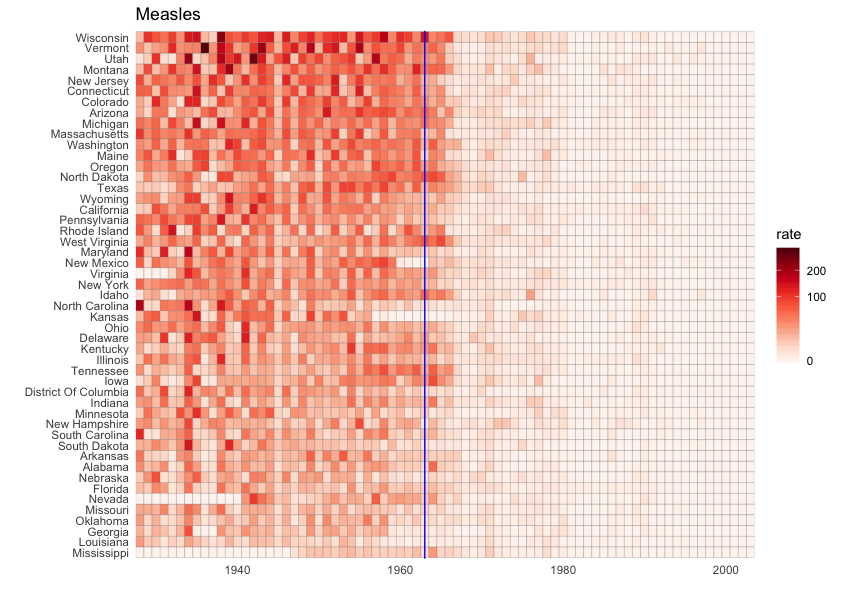 Measles
Wisconsin
Vermont
Utah
Montana
New Jersey
Connecticut
Colorado
Arizona
Michigan
Massachusetts
Washington
Maine
Oregon
North Dakota
Texas
Wyoming
California
Pennsylvania
Rhode Island
West Virginia
Maryland
New Mexico
Virginia
New York
Idaho
North Carolina
Kansas
Ohio
Delaware
Kentucky
Illinois
Tennessee
Iowa
District Of Columbia
Indiana
Minnesota
New Hampshire
South Carolina
South Dakota
Arkansas
Alabama
Nebraska
Florida
Nevada
Missouri
Oklahoma
Georgia
Louisiana
Mississippi
1940 1960 1980 2000
rate
200
100
0